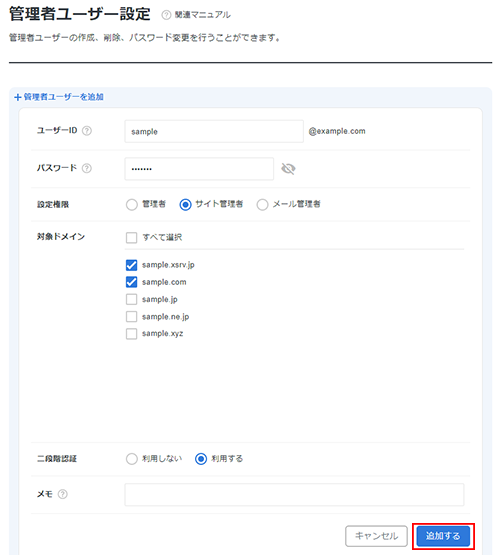 管理者ユーザー設定 ? 関連マニュアル
管理者ユーザーの作成、削除、パスワード変更を行うことができます。
+ 管理者ユーザーを追加
ユーザーID ? sample @example.com
パスワード ? •••••••
設定権限 管理者 サイト管理者 メール管理者
対象ドメイン すべて選択
sample.xsrv.jp
sample.com
sample.jp
sample.ne.jp
sample.xyz
二段階認証 利用しない 利用する
メモ ?
キャンセル 追加する